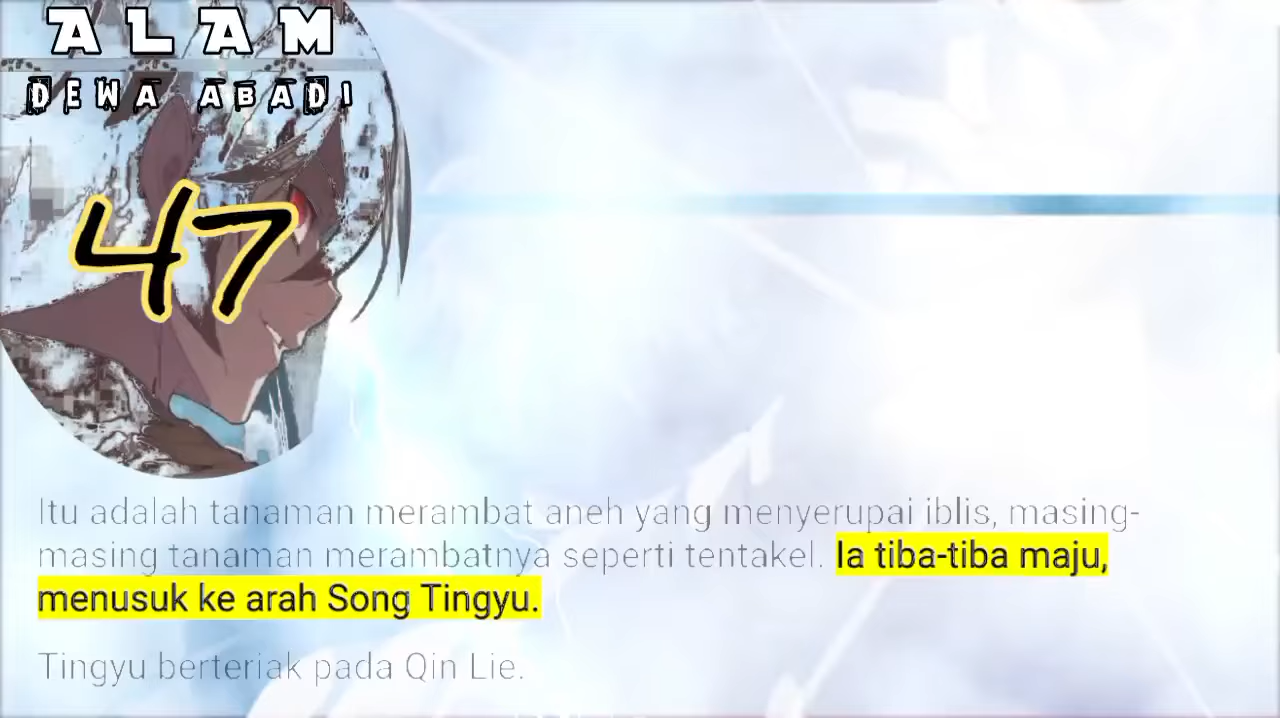 ALAM
DEWA ABADI
47
Itu adalah tanaman merambat aneh yang menyerupai iblis, masing-
masing tanaman merambatnya seperti tentakel. Ia tiba-tiba maju,
menusuk ke arah Song Tingyu.
Tingyu berteriak pada Qin Lie.